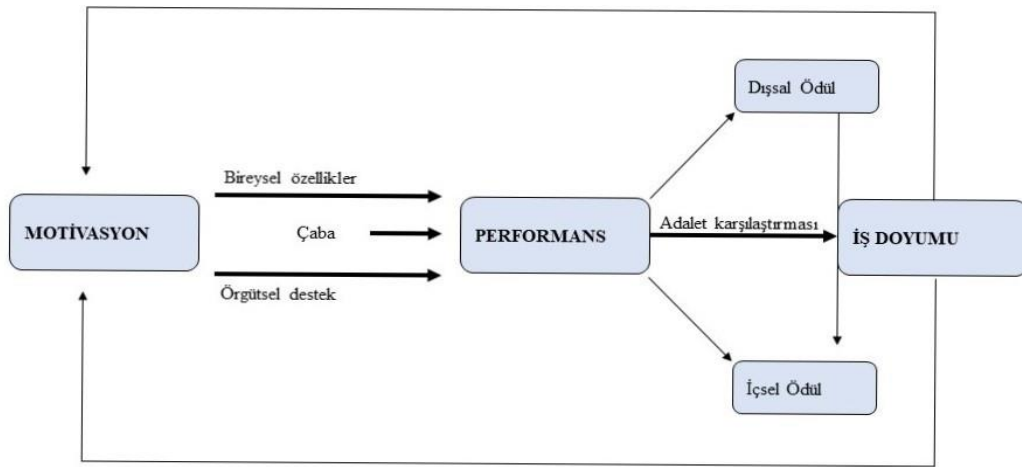 Dışsal Ödül
Bireysel özellikler
MOTİVASYON
Çaba
PERFORMANS
Adalet karşılaştırması
İŞ DOYUMU
Örgütsel destek
İçsel Ödül